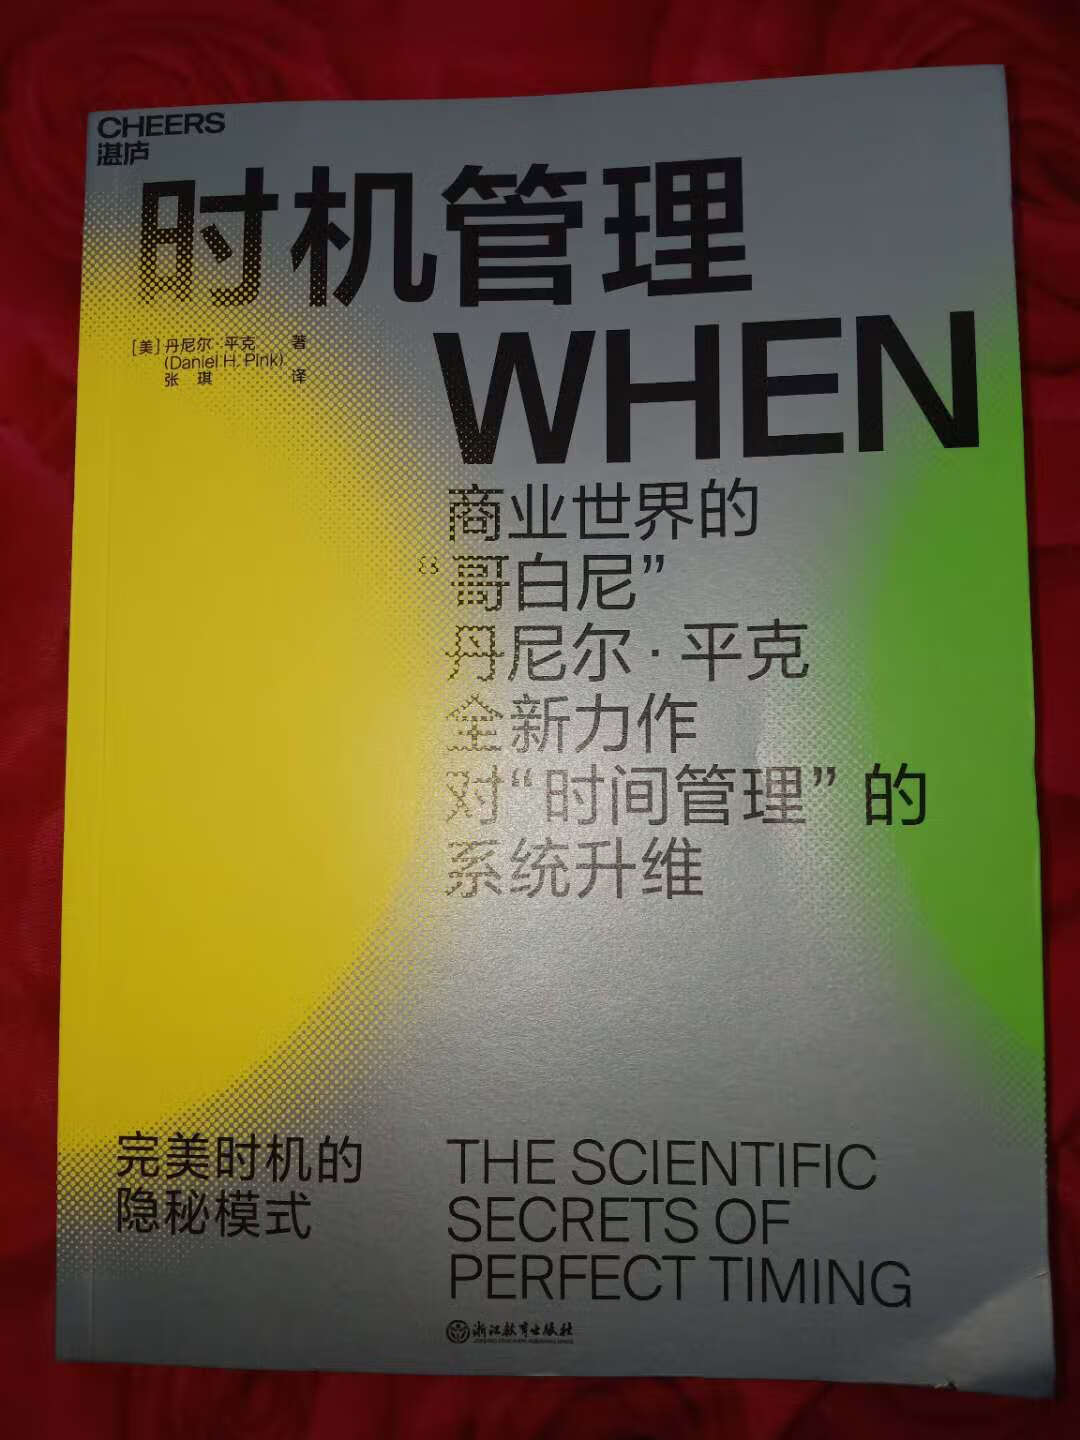 CHEERS
湛庐
时机管理
WHEN
[美]丹尼尔·平克 著
(Daniel H. Pink)
张 琪 译
商业世界的
“哥白尼”
丹尼尔·平克
全新力作
对“时间管理”的
系统升维
完美时机的
隐秘模式
THE SCIENTIFIC
SECRETS OF
PERFECT TIMING
浙江教育出版社